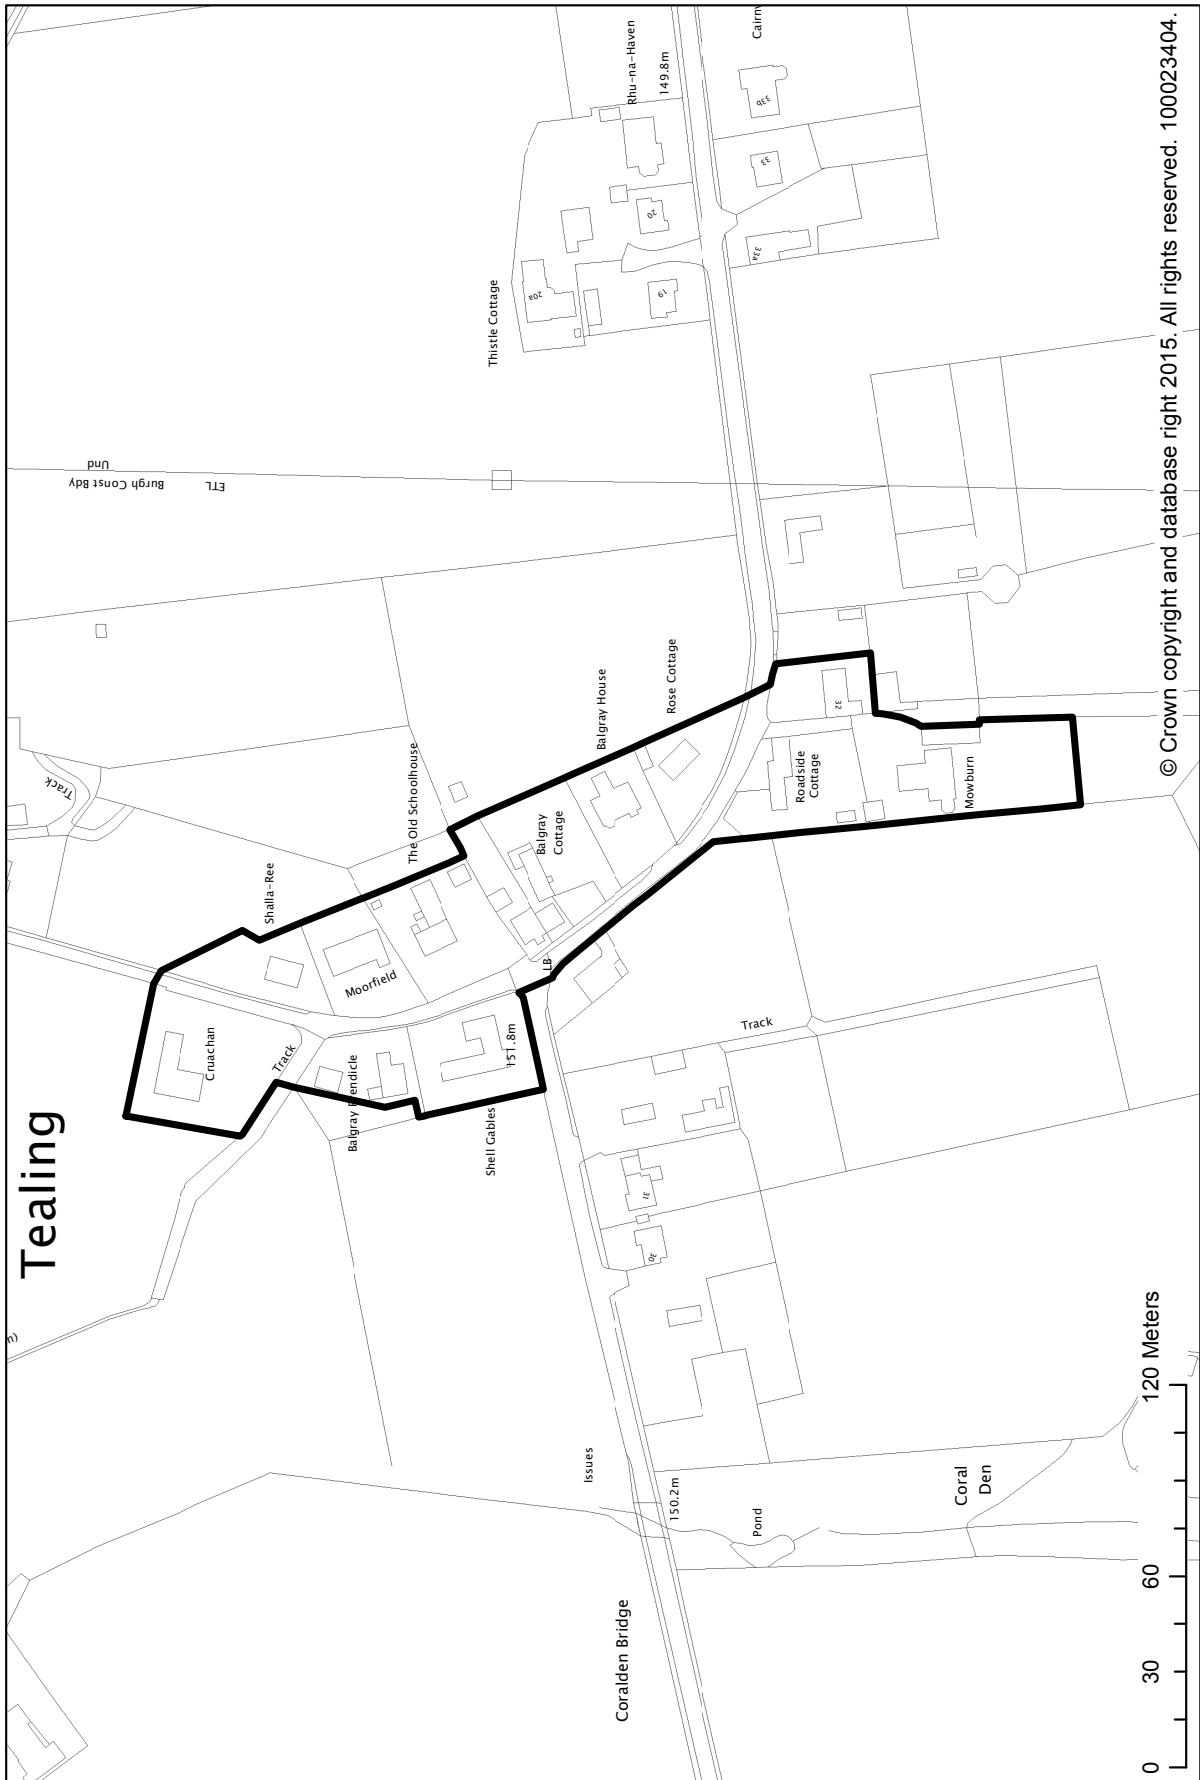 Tealing
n)
Track
Und
Burgh Const Bdy
ETL
Thistle Cottage
20a
20
19
Rhu-na-Haven
149.8m
Cairn
33b
33
33a
Shalla-Ree
Moorfield
The Old Schoolhouse
Balgray
Cottage
Balgray House
Rose Cottage
Cruachan
Track
Shell Gables
151.8m
LB
32
Roadside
Cottage
Mowburn
Track
31
30
Issues
150.2m
Pond
Coral
Den
Coralden Bridge
0 30 60 120 Meters
© Crown copyright and database right 2015. All rights reserved. 100023404.